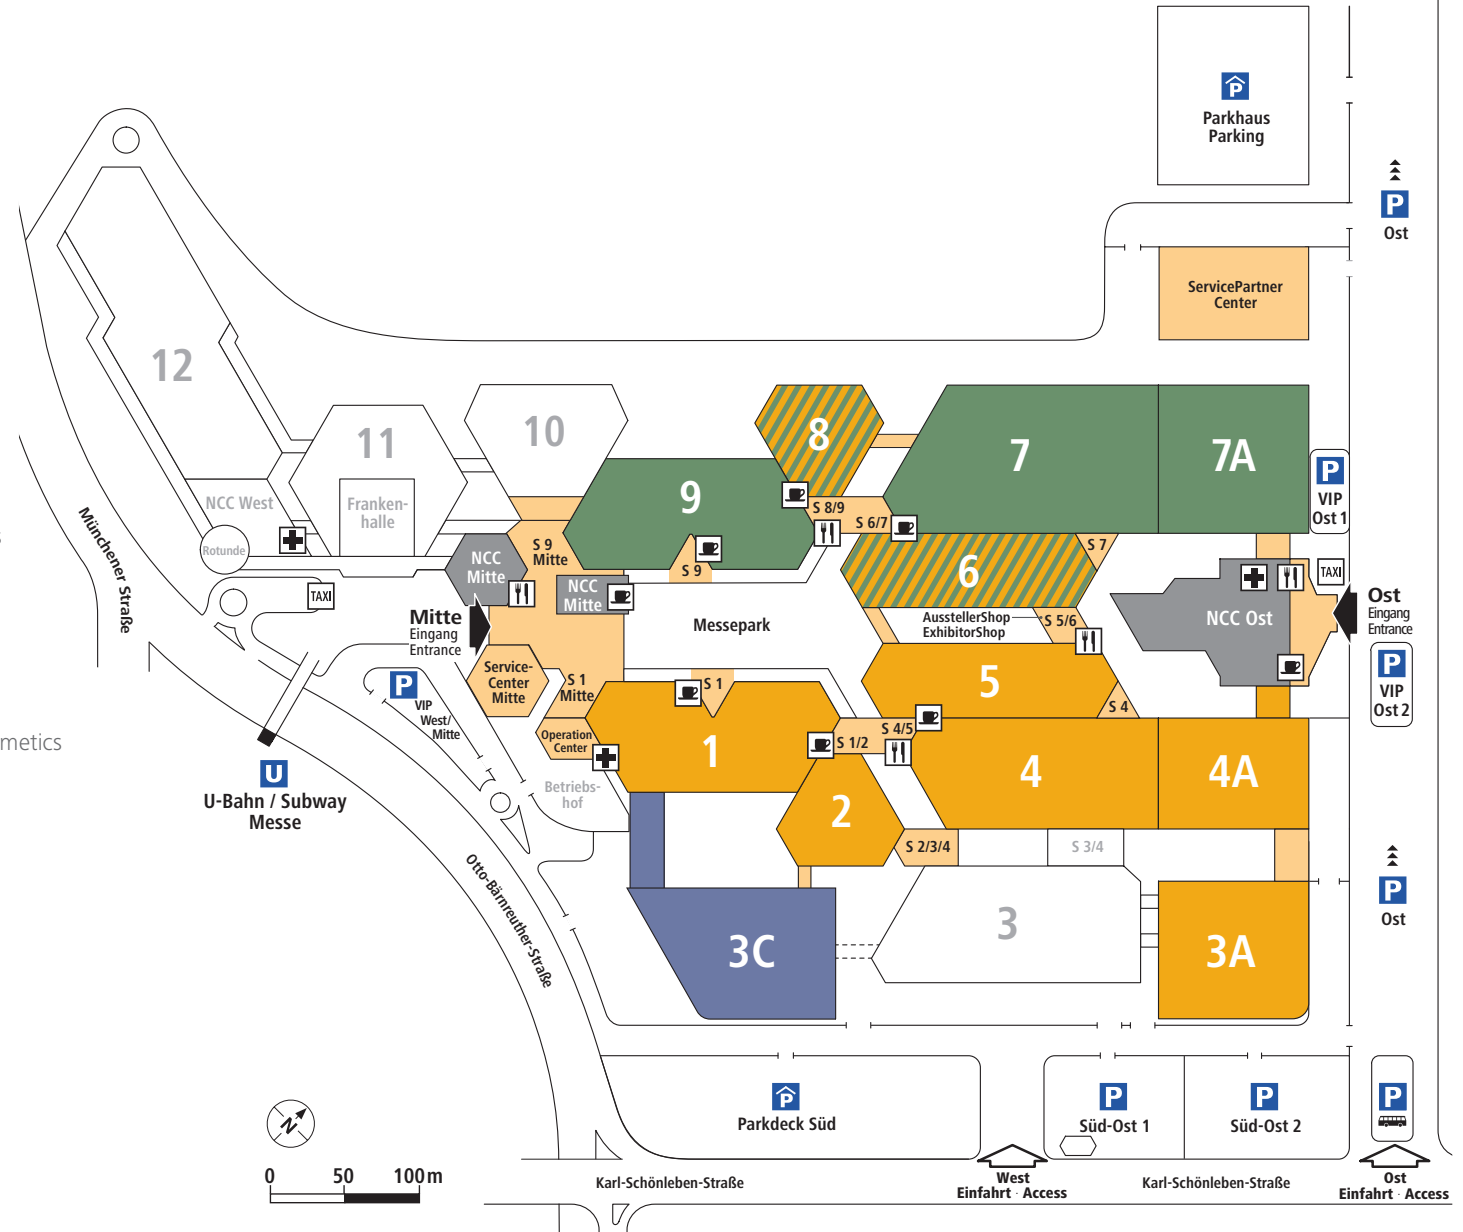 Parkhaus
Parking
P
P
Ost
ServicePartner
Center
12
11
10
8
7
7A
9
P
VIP
Ost 1
NCC West
Franken-
halle
Rotunde
S 8/9
S 6/7
S 9
Mitte
S 9
NCC
Mitte
NCC
Mitte
6
S 7
TAXI
TAXI
Münchener Straße
Mitte
Eingang
Entrance
Messepark
AusstellerShop
ExhibitorShop
S 5/6
NCC Ost
Ost
Eingang
Entrance
Service-
Center
Mitte
S 1
Mitte
S 1
5
S 4
P
VIP
Ost 2
P
VIP
West/
Mitte
metics
Operation
Center
1
S 1/2
S 4/5
4
4A
U
U-Bahn / Subway
Messe
Betriebs-
hof
2
S 2/3/4
S 3/4
Otto-Bärnreuther-Straße
3C
3
3A
P
Ost
P
Parkdeck Süd
P
Süd-Ost 1
P
Süd-Ost 2
P
N
0 50 100 m
Karl-Schönleben-Straße
West
Einfahrt · Access
Karl-Schönleben-Straße
Ost
Einfahrt · Access